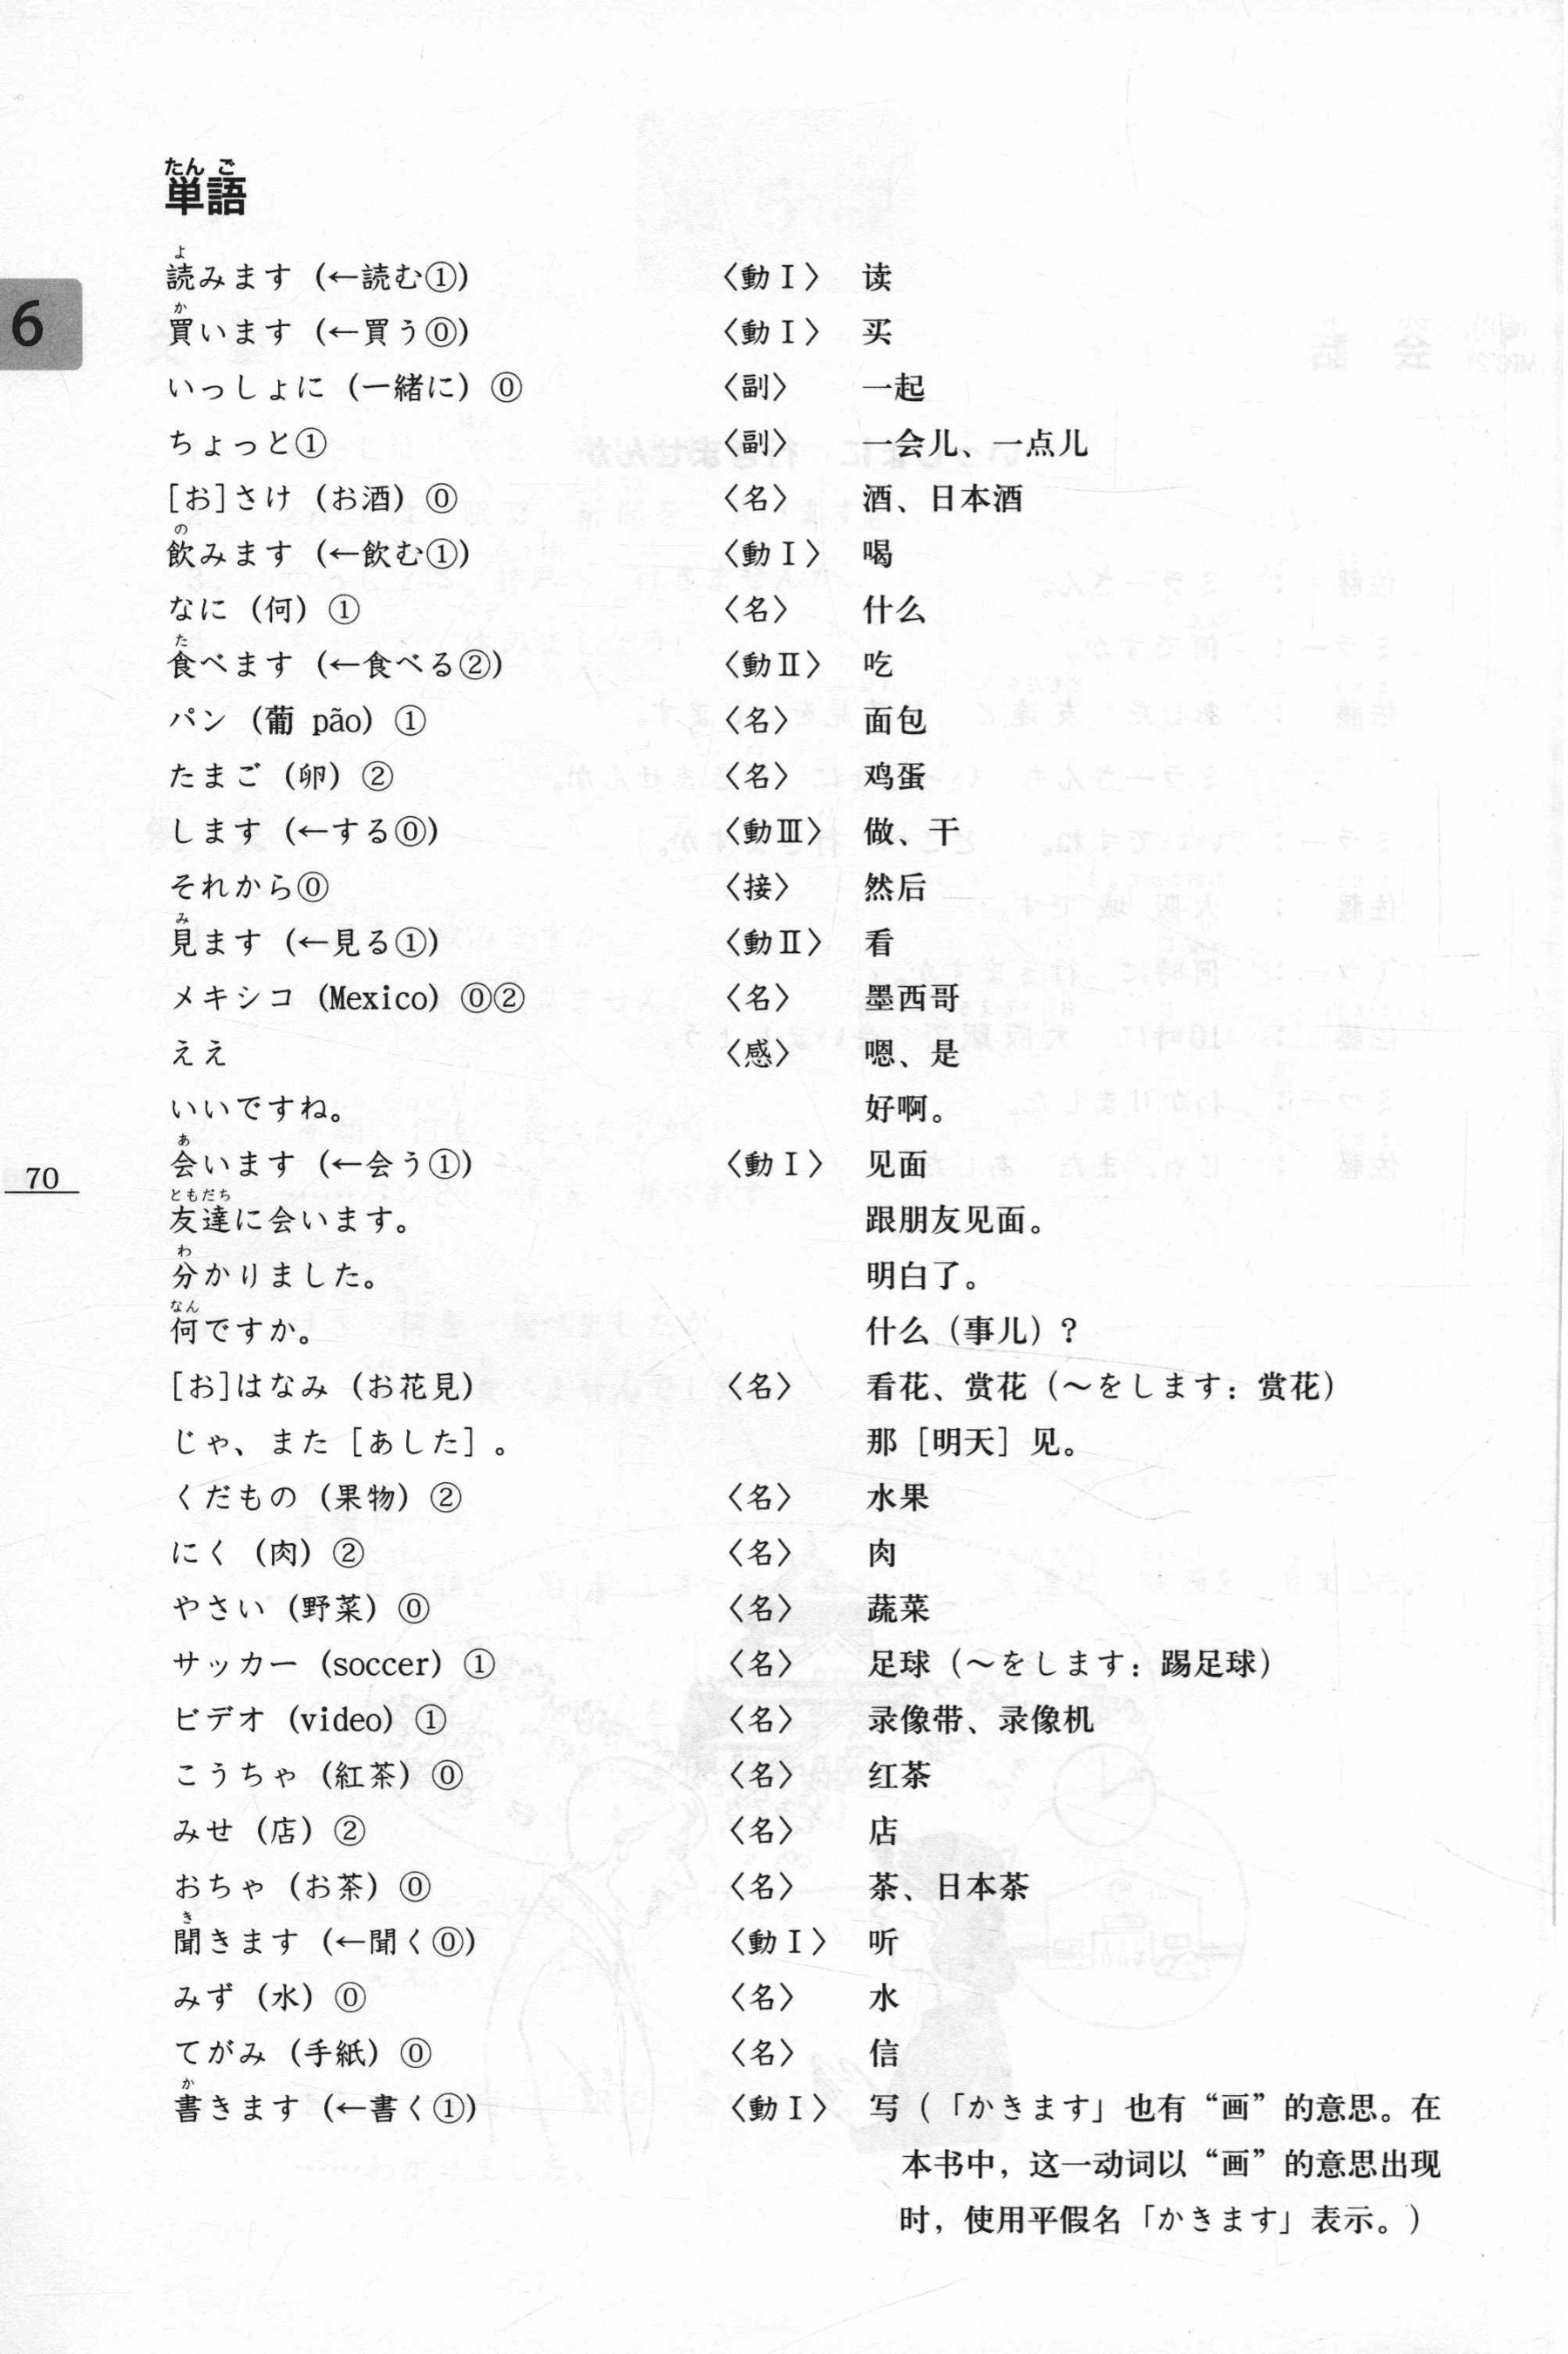 たんご
単語
よ
読みます（←読む①） 〈動Ⅰ〉 读
6
か
買います（←買う⓪） 〈動Ⅰ〉 买
いっしょに（一緒に）⓪ 〈副〉 一起
ちょっと① 〈副〉 一会儿、一点儿
[お]さけ（お酒）⓪ 〈名〉 酒、日本酒
の
飲みます（←飲む①） 〈動Ⅰ〉 喝
なに（何）① 〈名〉 什么
た
食べます（←食べる②） 〈動Ⅱ〉 吃
パン（葡 pão）① 〈名〉 面包
たまご（卵）② 〈名〉 鸡蛋
します（←する⓪） 〈動Ⅲ〉 做、干
それから⓪ 〈接〉 然后
み
見ます（←見る①） 〈動Ⅱ〉 看
メキシコ（Mexico）⓪② 〈名〉 墨西哥
ええ 〈感〉 嗯、是
いいですね。 好啊。
あ
会います（←会う①） 〈動Ⅰ〉 见面
70
ともだち
友達に会います。 跟朋友见面。
わ
分かりました。 明白了。
なん
何ですか。 什么（事儿）？
[お]はなみ（お花見） 〈名〉 看花、赏花（～をします：赏花）
じゃ、また［あした］。 那［明天］见。
くだもの（果物）② 〈名〉 水果
にく（肉）② 〈名〉 肉
やさい（野菜）⓪ 〈名〉 蔬菜
サッカー（soccer）① 〈名〉 足球（～をします：踢足球）
ビデオ（video）① 〈名〉 录像带、录像机
こうちゃ（紅茶）⓪ 〈名〉 红茶
みせ（店）② 〈名〉 店
おちゃ（お茶）⓪ 〈名〉 茶、日本茶
き
聞きます（←聞く⓪） 〈動Ⅰ〉 听
みず（水）⓪ 〈名〉 水
てがみ（手紙）⓪ 〈名〉 信
か
書きます（←書く①） 〈動Ⅰ〉 写（「かきます」也有“画”的意思。在
本书中，这一动词以“画”的意思出现
时，使用平假名「かきます」表示。）